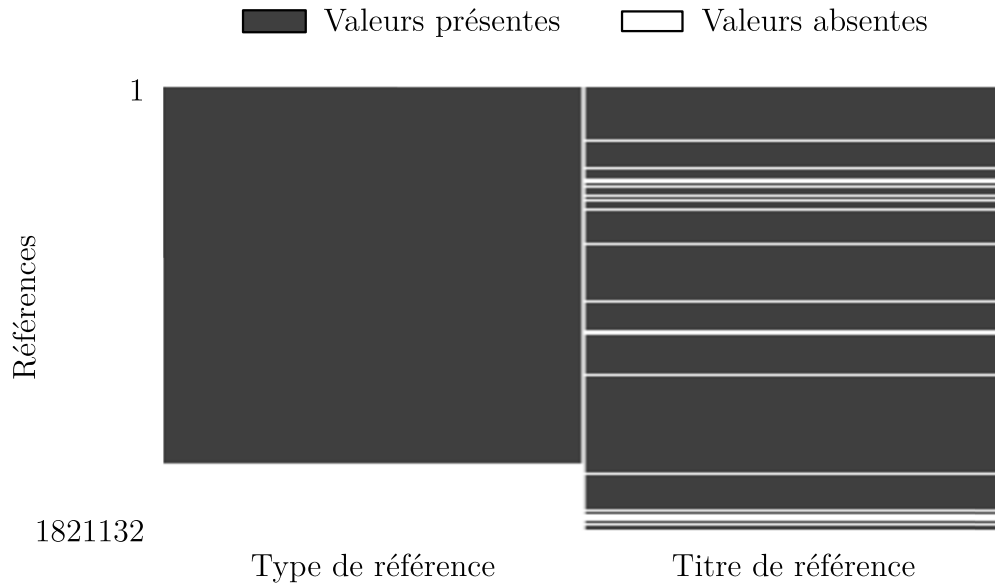 Valeurs présentes Valeurs absentes
1
Références
1821132
Type de référence Titre de référence